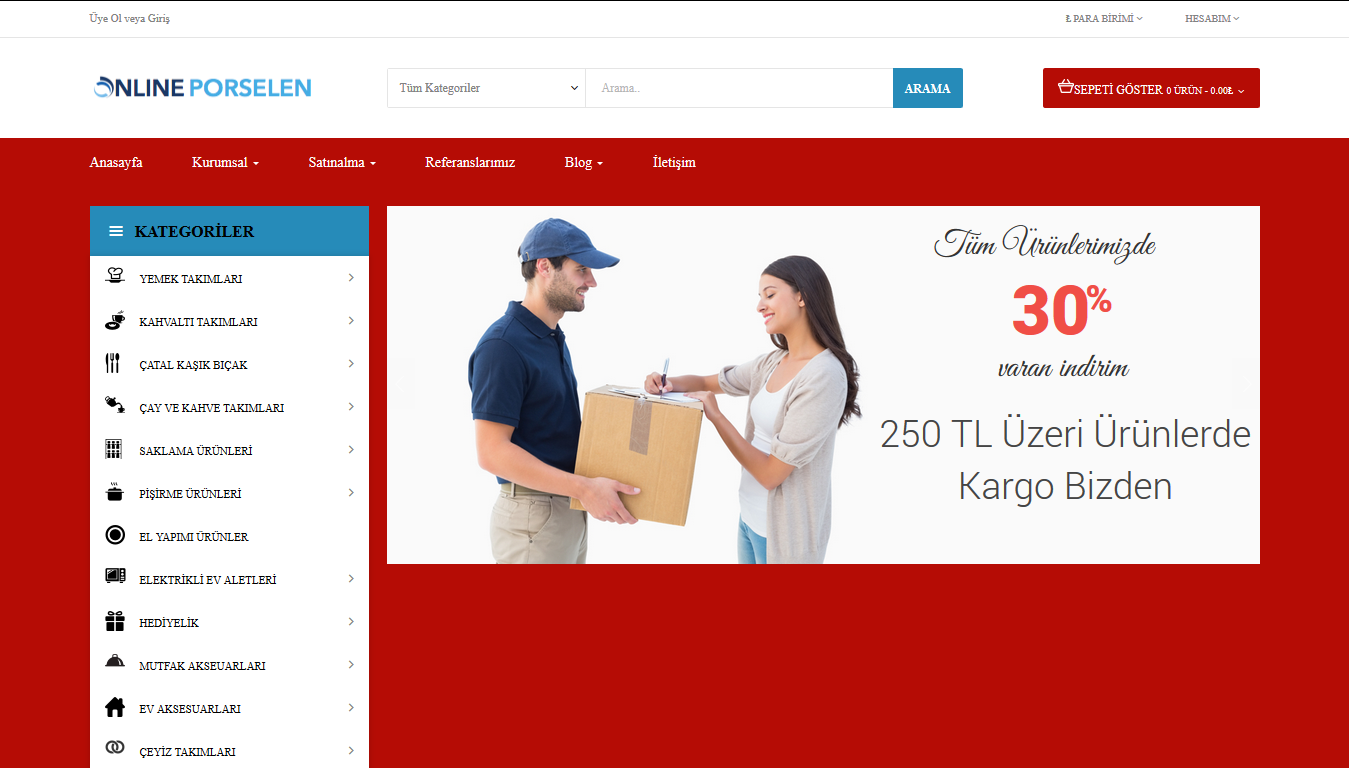 Üye Ol veya Giriş
₺ PARA BİRİMİ
HESABIM
ONLINE PORSELEN
Tüm Kategoriler
Arama..
ARAMA
SEPETİ GÖSTER 0 ÜRÜN - 0.00₺
Anasayfa
Kurumsal
Satınalma
Referanslarımız
Blog
İletişim
KATEGORİLER
YEMEK TAKIMLARI
KAHVALTI TAKIMLARI
ÇATAL KAŞIK BIÇAK
ÇAY VE KAHVE TAKIMLARI
SAKLAMA ÜRÜNLERİ
PİŞİRME ÜRÜNLERİ
EL YAPIMI ÜRÜNLER
ELEKTRİKLİ EV ALETLERİ
HEDİYELİK
MUTFAK AKSEUARLARI
EV AKSESUARLARI
ÇEYİZ TAKIMLARI
Tüm Ürünlerimizde
30%
varan indirim
250 TL Üzeri Ürünlerde
Kargo Bizden